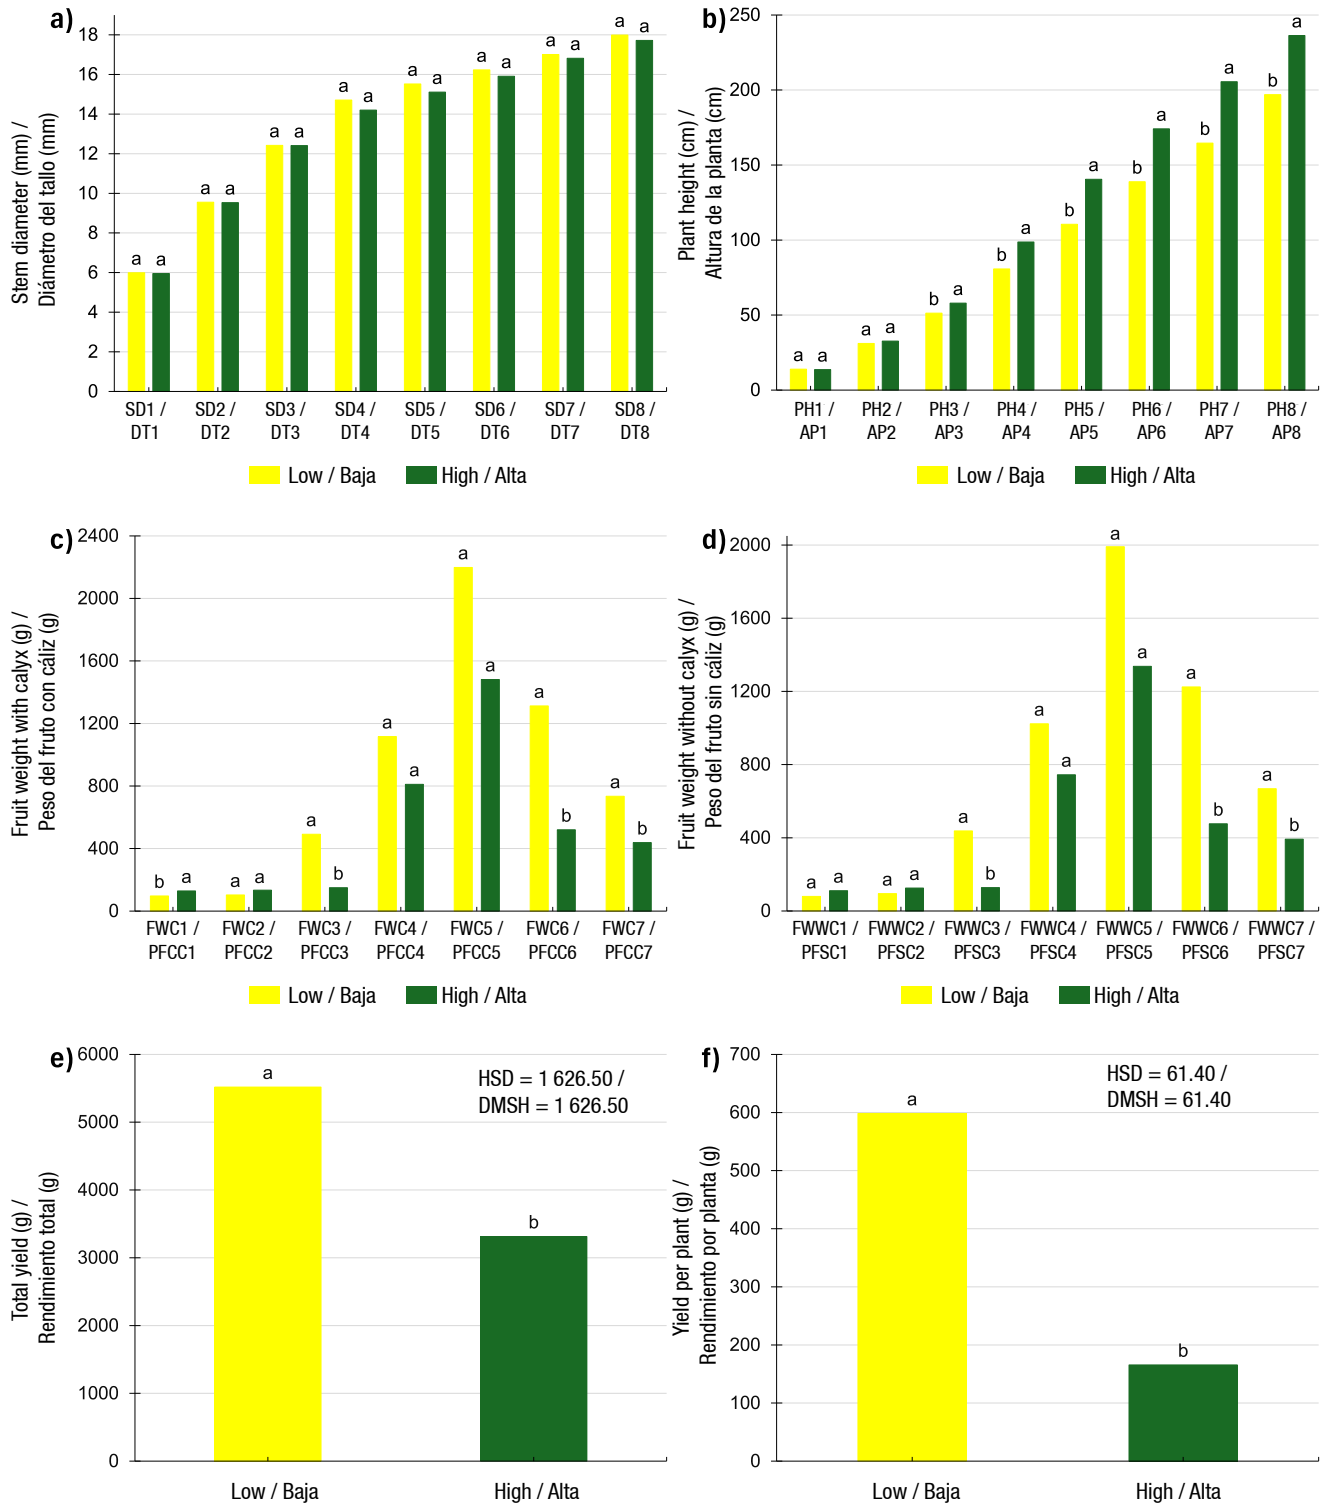 a)
Stem diameter (mm) /
Diámetro del tallo (mm)
18
16
14
12
10
8
6
4
2
0
a a a a a a a a a a a a a a a a
SD1 / SD2 / SD3 / SD4 / SD5 / SD6 / SD7 / SD8 /
DT1 DT2 DT3 DT4 DT5 DT6 DT7 DT8
Low / Baja High / Alta
b)
Plant height (cm) /
Altura de la planta (cm)
250
200
150
100
50
0
a a a a b a b a b a b a b a b a
PH1 / PH2 / PH3 / PH4 / PH5 / PH6 / PH7 / PH8 /
AP1 AP2 AP3 AP4 AP5 AP6 AP7 AP8
Low / Baja High / Alta
c)
Fruit weight with calyx (g) /
Peso del fruto con cáliz (g)
2400
2000
1600
1200
800
400
0
b a a a a b a a a a a b a b
FWC1 / FWC2 / FWC3 / FWC4 / FWC5 / FWC6 / FWC7 /
PFCC1 PFCC2 PFCC3 PFCC4 PFCC5 PFCC6 PFCC7
Low / Baja High / Alta
d)
Fruit weight without calyx (g) /
Peso del fruto sin cáliz (g)
2000
1600
1200
800
400
0
a a a a a b a a a a a b a b
FWWC1 / FWWC2 / FWWC3 / FWWC4 / FWWC5 / FWWC6 / FWWC7 /
PFSC1 PFSC2 PFSC3 PFSC4 PFSC5 PFSC6 PFSC7
Low / Baja High / Alta
e)
Total yield (g) /
Rendimiento total (g)
6000
5000
4000
3000
2000
1000
0
a b
HSD = 1 626.50 /
DMSH = 1 626.50
Low / Baja High / Alta
f)
Yield per plant (g) /
Rendimiento por planta (g)
700
600
500
400
300
200
100
0
a b
HSD = 61.40 /
DMSH = 61.40
Low / Baja High / Alta